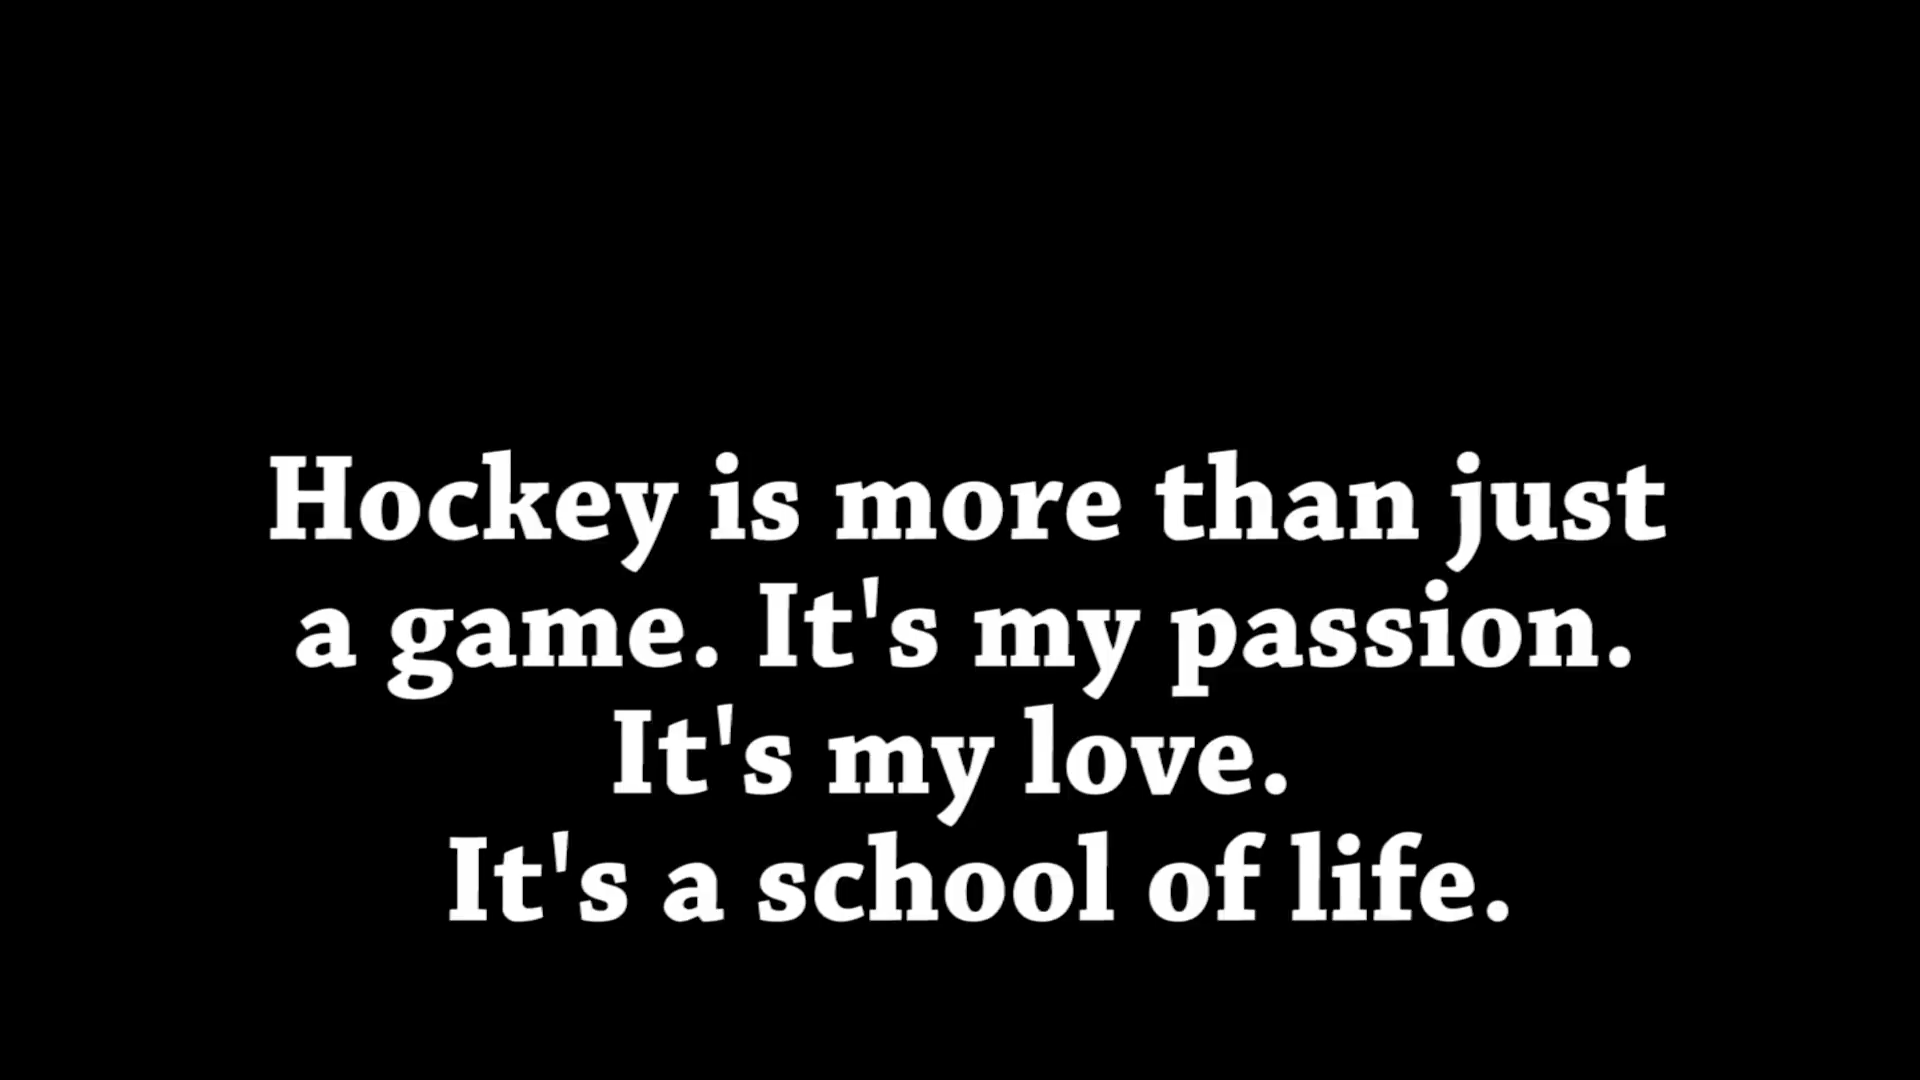 Hockey is more than just
a game. It's my passion.
It's my love.
It's a school of life.